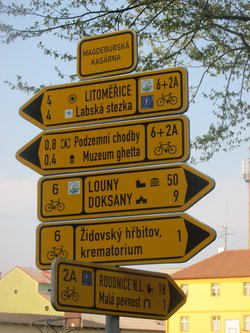 MAGDEBURSKÁ
KASÁRNA
4 LITOMĚŘICE 6+2A
4 Labská stezka
0,8 Podzemní chodby 6+2A
0,4 Muzeum ghetta
6 LOUNY 50
DOKSANY 9
6 Židovský hřbitov, 1
krematorium
2A ROUDNICE N.L. 18
Malá pevnost 1